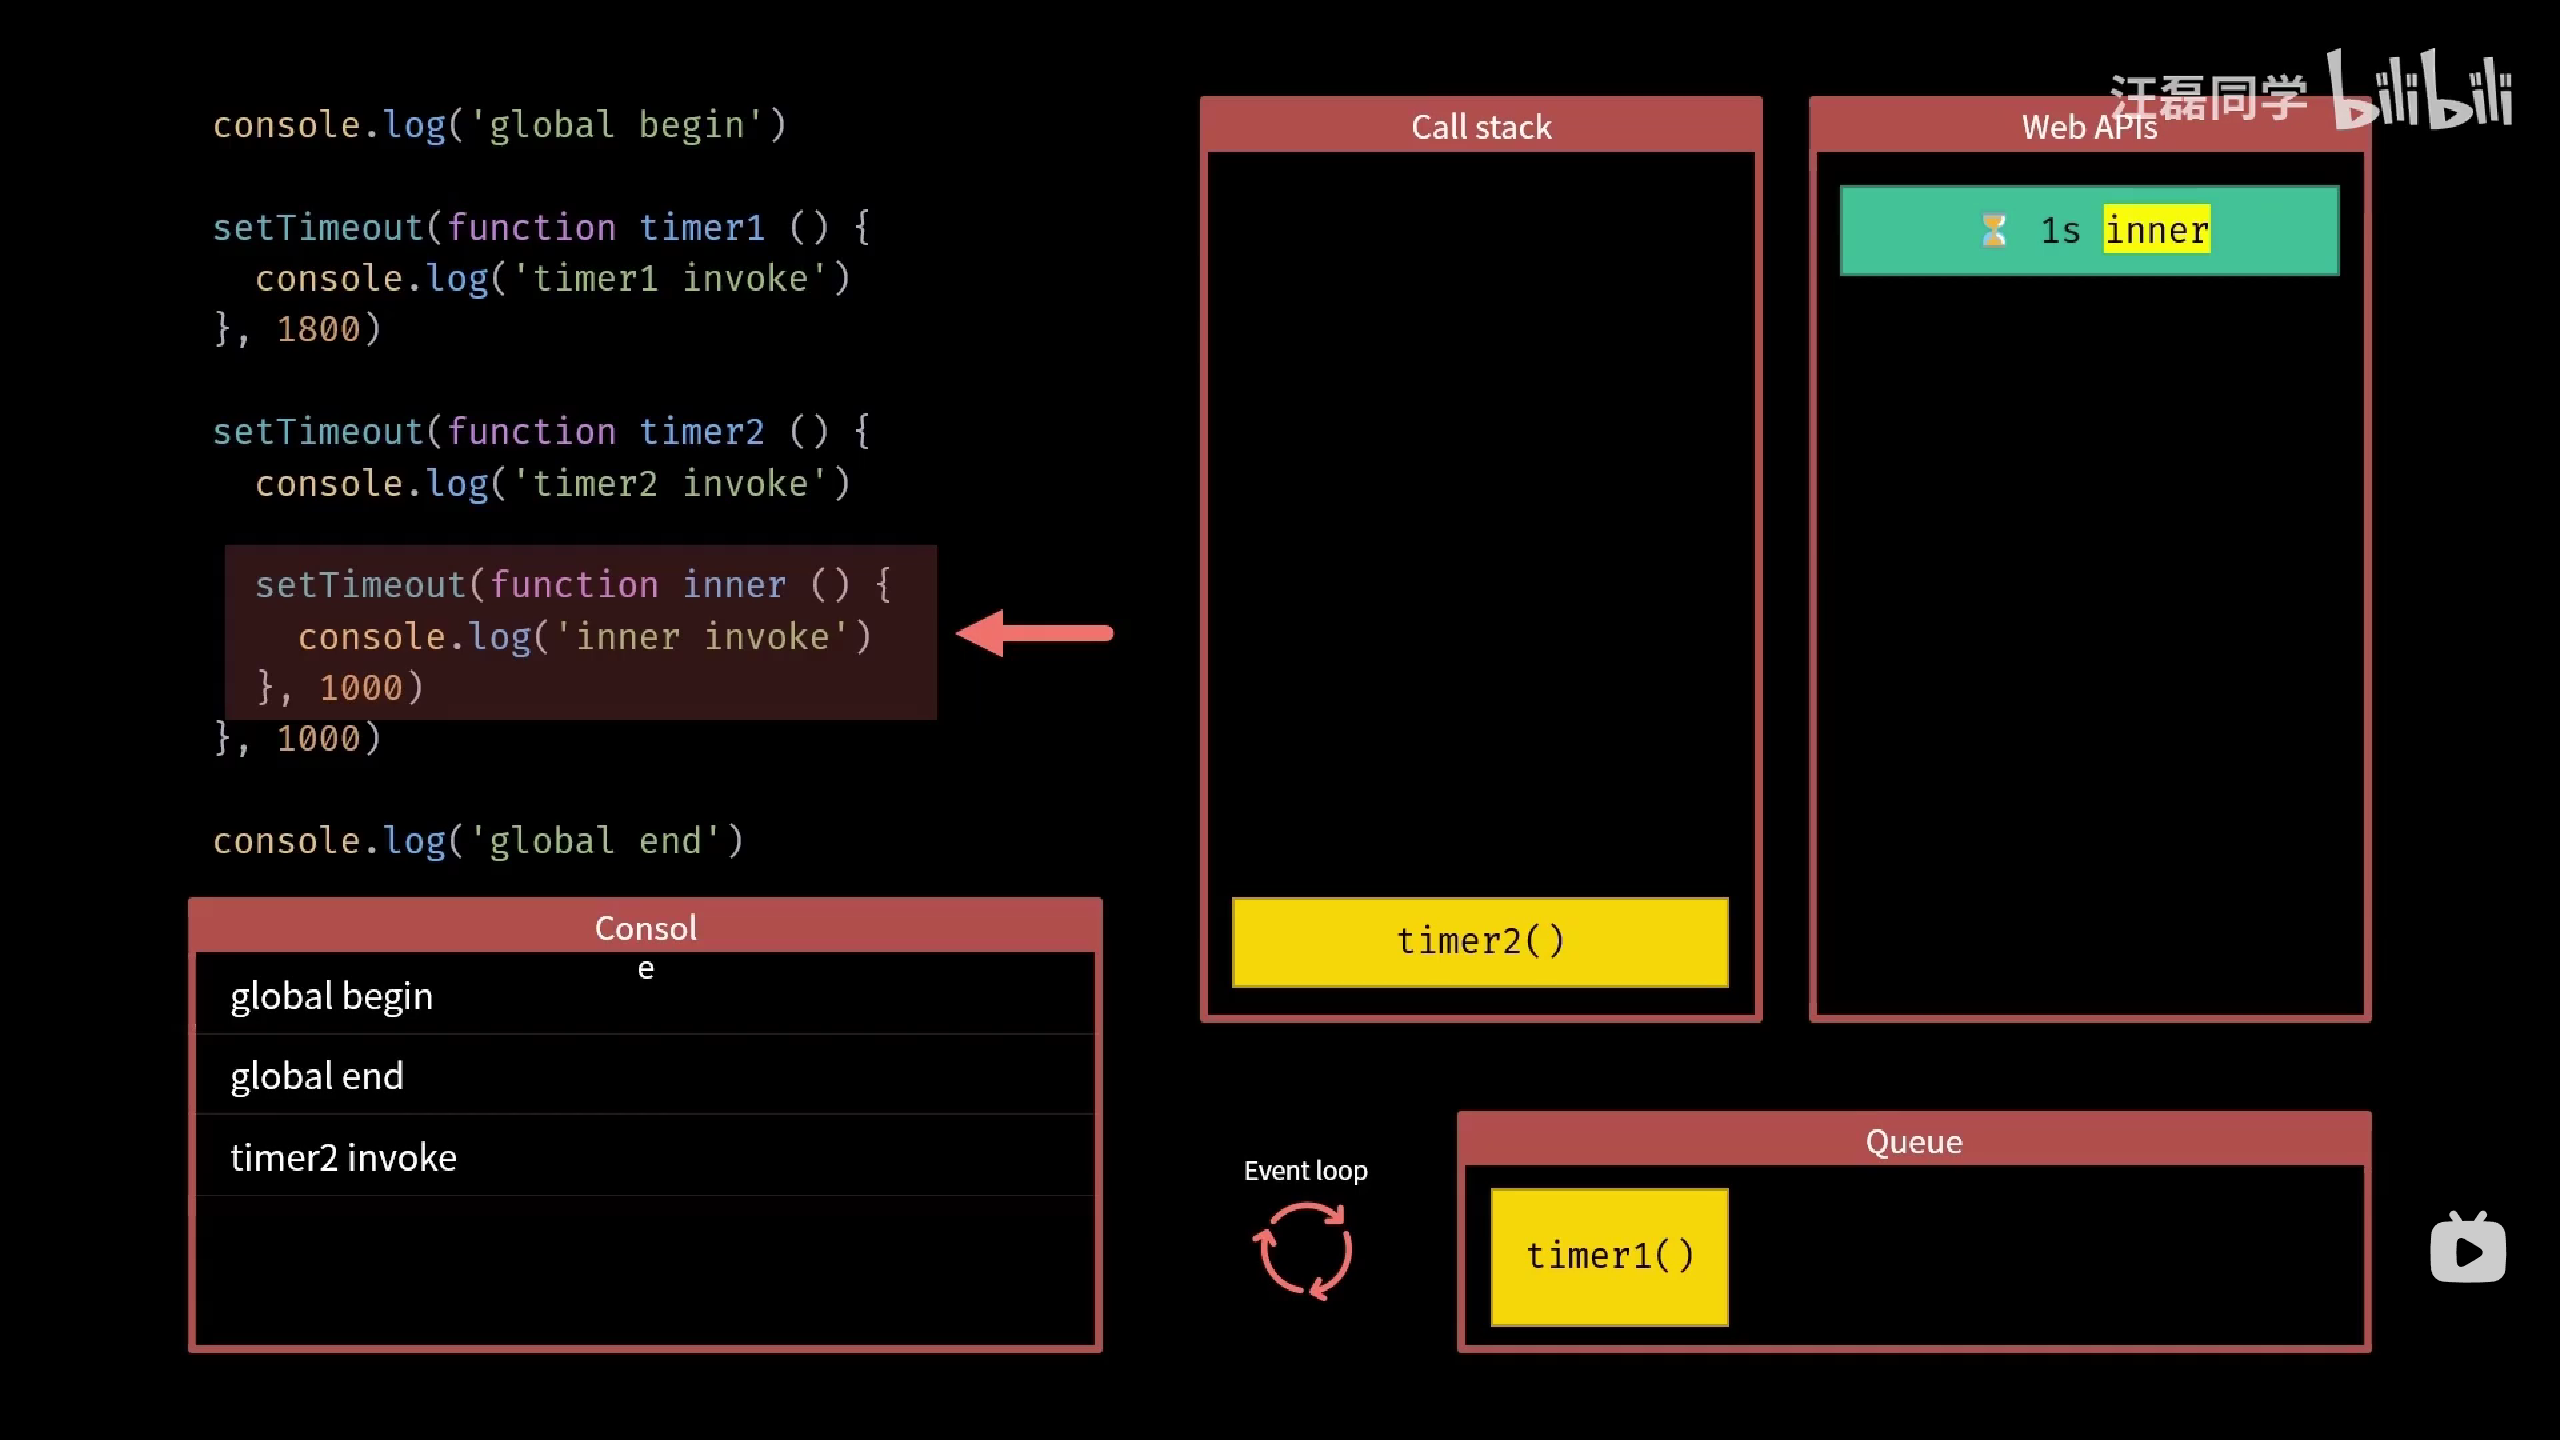 汪磊同学 bilibili
console.log('global begin')
setTimeout(function timer1 () {
  console.log('timer1 invoke')
}, 1800)
setTimeout(function timer2 () {
  console.log('timer2 invoke')
  setTimeout(function inner () {
    console.log('inner invoke')
  }, 1000)
}, 1000)
console.log('global end')
Call stack
timer2()
Web APIs
1s inner
Consol
e
global begin
global end
timer2 invoke
Event loop
Queue
timer1()